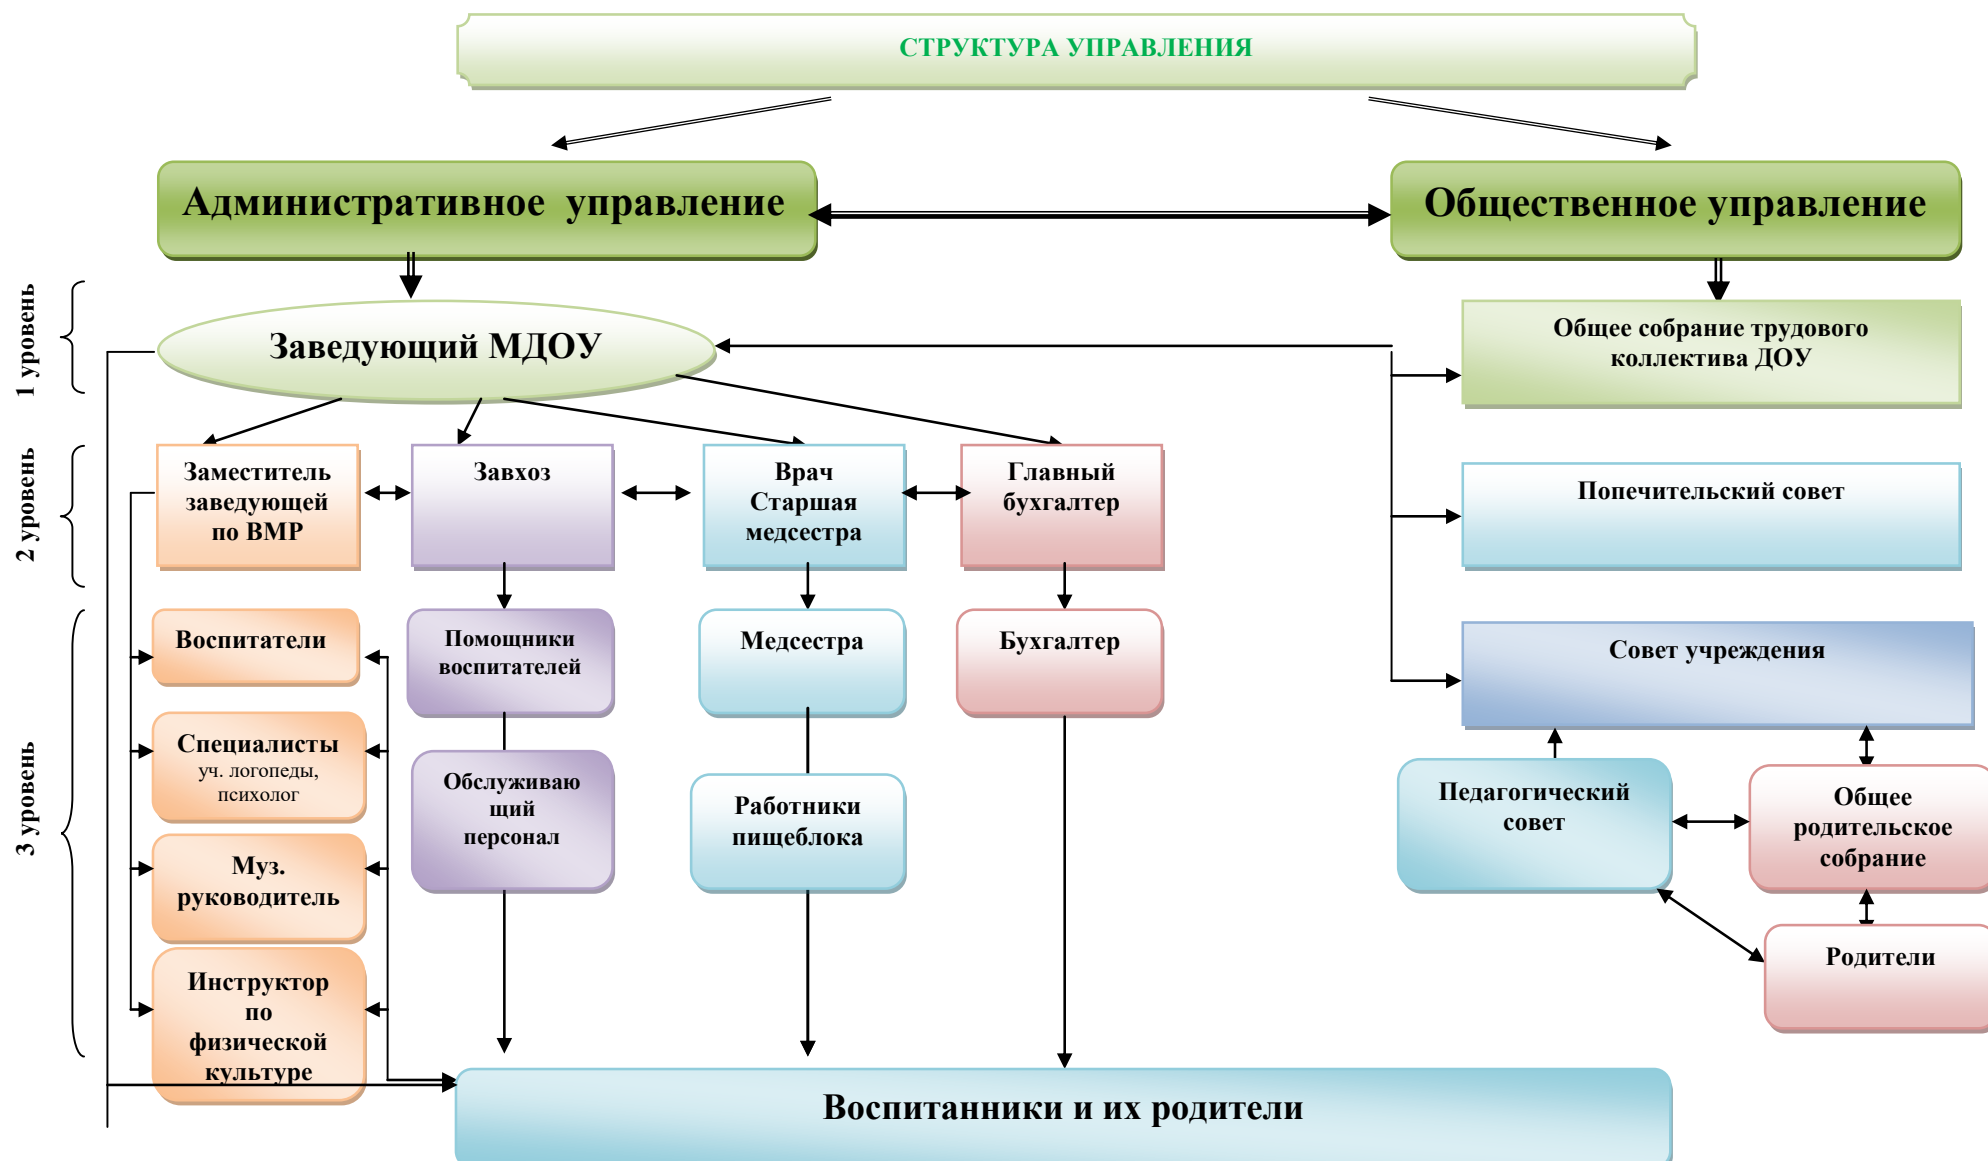 СТРУКТУРА УПРАВЛЕНИЯ
Административное управление
Общественное управление
1 уровень
Заведующий МДОУ
Общее собрание трудового
коллектива ДОУ
2 уровень
Заместитель
заведующей
по ВМР
Завхоз
Врач
Старшая
медсестра
Главный
бухгалтер
Попечительский совет
3 уровень
Воспитатели
Помощники
воспитателей
Медсестра
Бухгалтер
Совет учреждения
Специалисты
уч. логопеды,
психолог
Обслуживаю
щий
персонал
Работники
пищеблока
Педагогический
совет
Общее
родительское
собрание
Муз.
руководитель
Инструктор
по
физической
культуре
Родители
Воспитанники и их родители